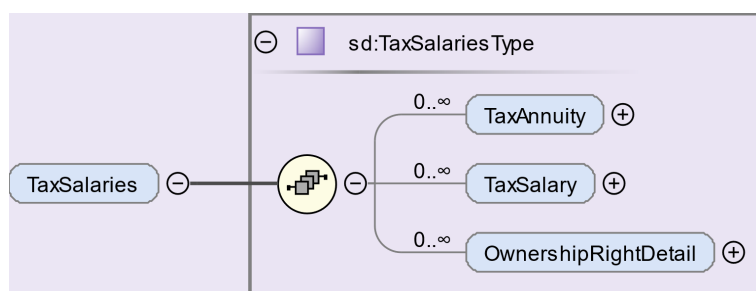 sd:TaxSalariesType
0..∞
TaxAnnuity
TaxSalaries
0..∞
TaxSalary
0..∞
OwnershipRightDetail